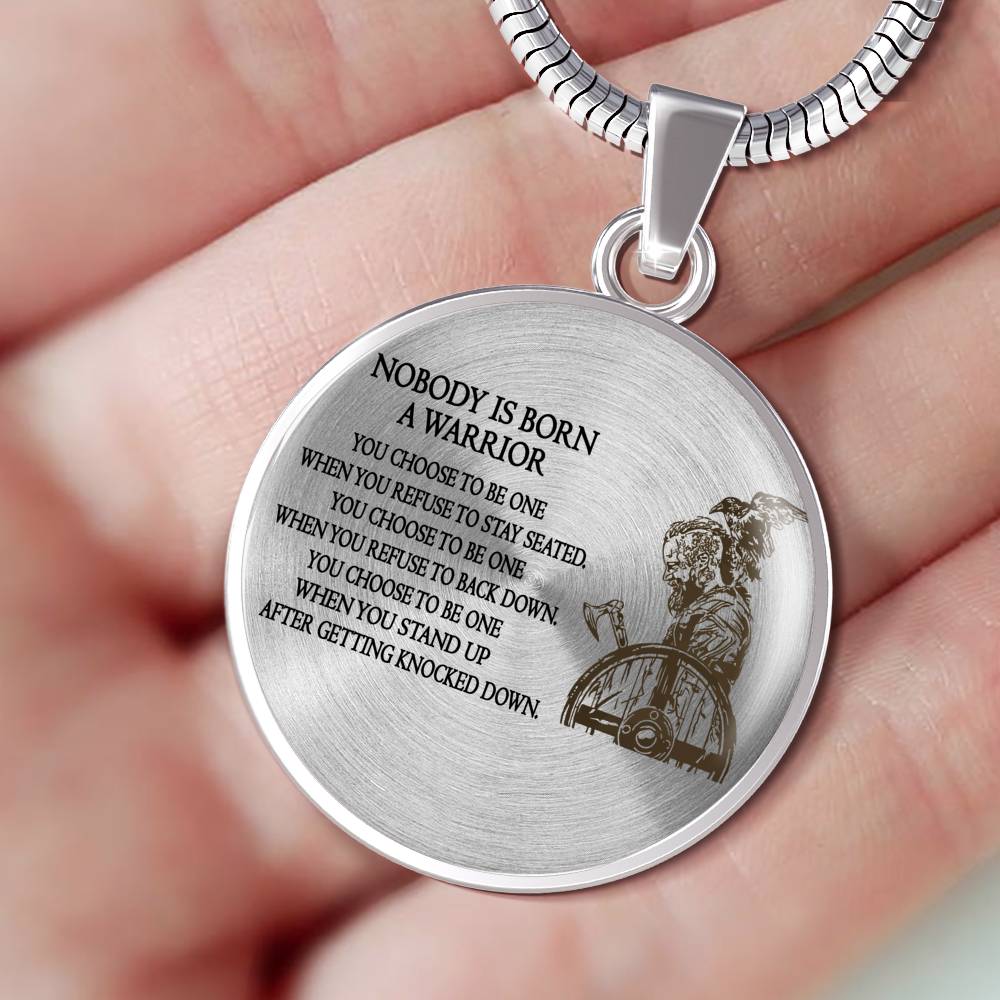 NOBODY IS BORN
A WARRIOR
YOU CHOOSE TO BE ONE
WHEN YOU REFUSE TO STAY SEATED.
YOU CHOOSE TO BE ONE
WHEN YOU REFUSE TO BACK DOWN.
YOU CHOOSE TO BE ONE
WHEN YOU STAND UP
AFTER GETTING KNOCKED DOWN.